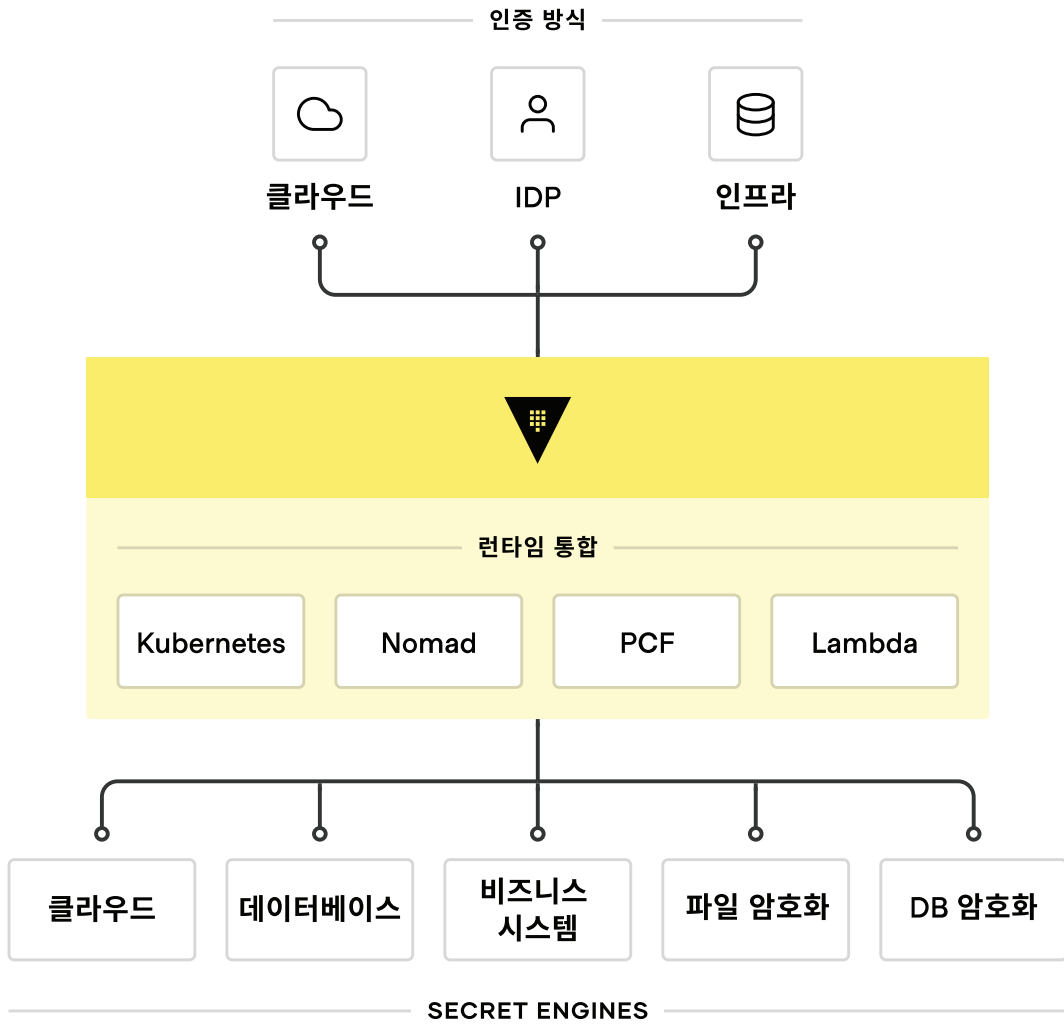 인증 방식
클라우드
IDP
인프라
런타임 통합
Kubernetes
Nomad
PCF
Lambda
클라우드
데이터베이스
비즈니스
시스템
파일 암호화
DB 암호화
SECRET ENGINES